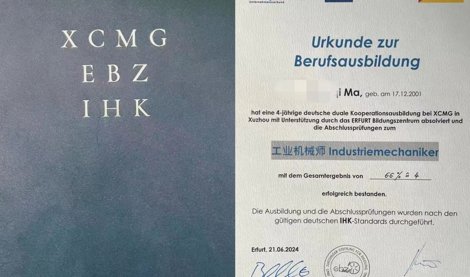 XCMG
EBZ
IHK
Urkunde zur
Berufsausbildung
i Ma, geb. am 17.12.2001
hat eine 4-jährige deutsche duale Kooperationsausbildung bei XCMG in
Xuzhou mit Unterstützung durch das ERFURT Bildungszentrum absolviert und
die Abschlussprüfungen zum
工业机械师 Industriemechaniker
mit dem Gesamtergebnis von 66 % ≙ 4
erfolgreich bestanden.
Die Ausbildung und die Abschlussprüfungen wurden nach den
gültigen deutschen IHK-Standards durchgeführt.
Erfurt, 21.06.2024
ebz